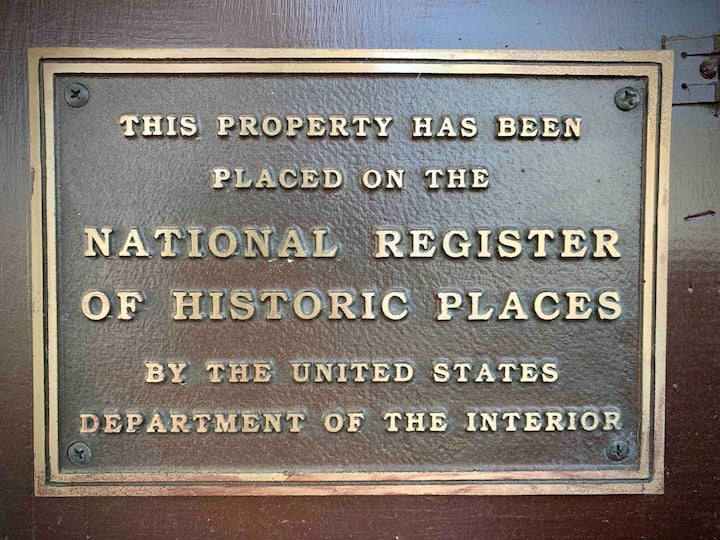 THIS PROPERTY HAS BEEN
PLACED ON THE
NATIONAL REGISTER
OF HISTORIC PLACES
BY THE UNITED STATES
DEPARTMENT OF THE INTERIOR